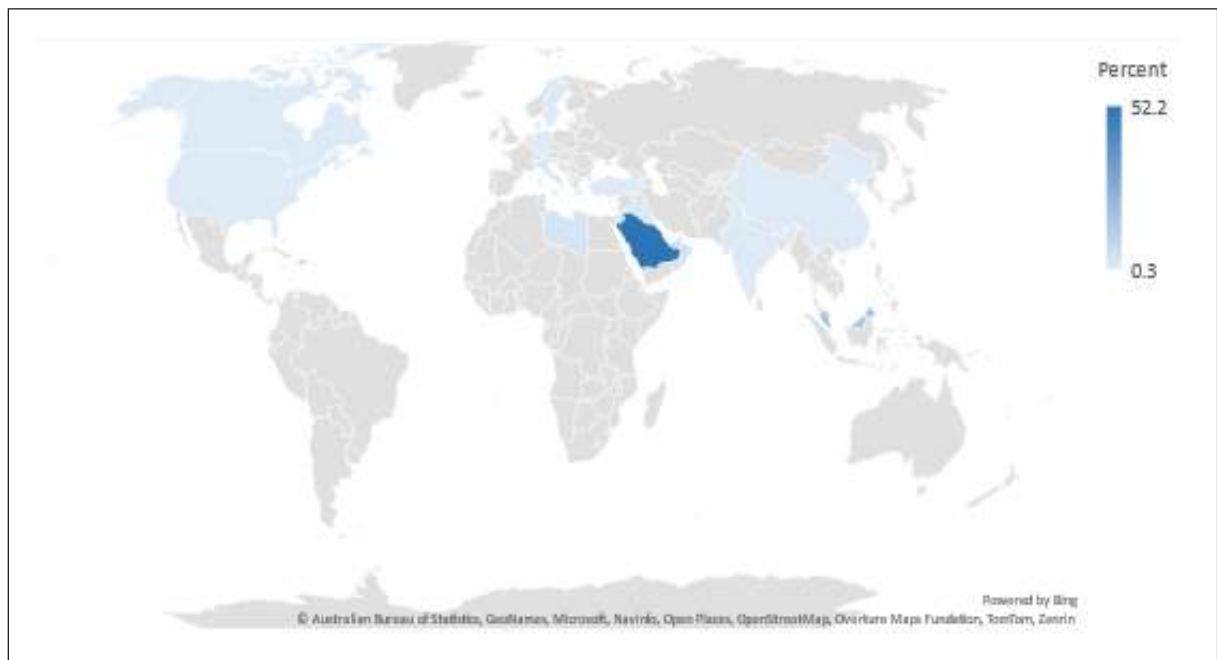 Percent
52.2
0.3
Powered by Bing
© Australian Bureau of Statistics, GeoNames, Microsoft, Navinfo, Open Places, OpenStreetMap, Overture Maps Fundation, TomTom, Zenrin